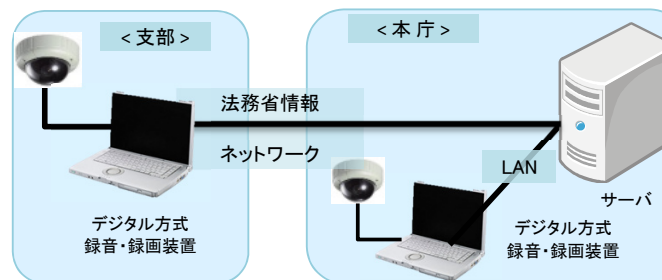 <支部>
<本庁>
法務省情報
ネットワーク
LAN
サーバ
デジタル方式
録音・録画装置
デジタル方式
録音・録画装置